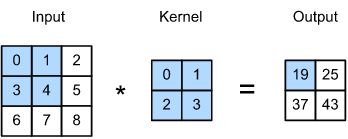 Input Kernel Output
0 1 2 0 1 19 25
3 4 5 * 2 3 = 37 43
6 7 8